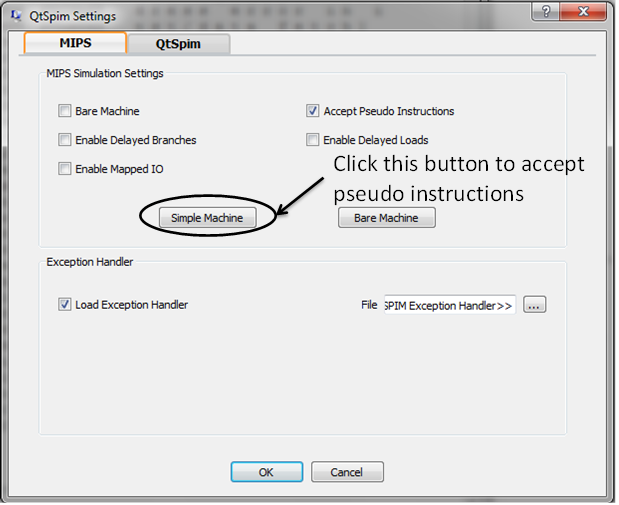 QtSpim Settings
MIPS QtSpim
MIPS Simulation Settings
Bare Machine Accept Pseudo Instructions
Enable Delayed Branches Enable Delayed Loads
Enable Mapped IO
Click this button to accept
pseudo instructions
Simple Machine Bare Machine
Exception Handler
Load Exception Handler File SPIM Exception Handler>> ...
OK Cancel